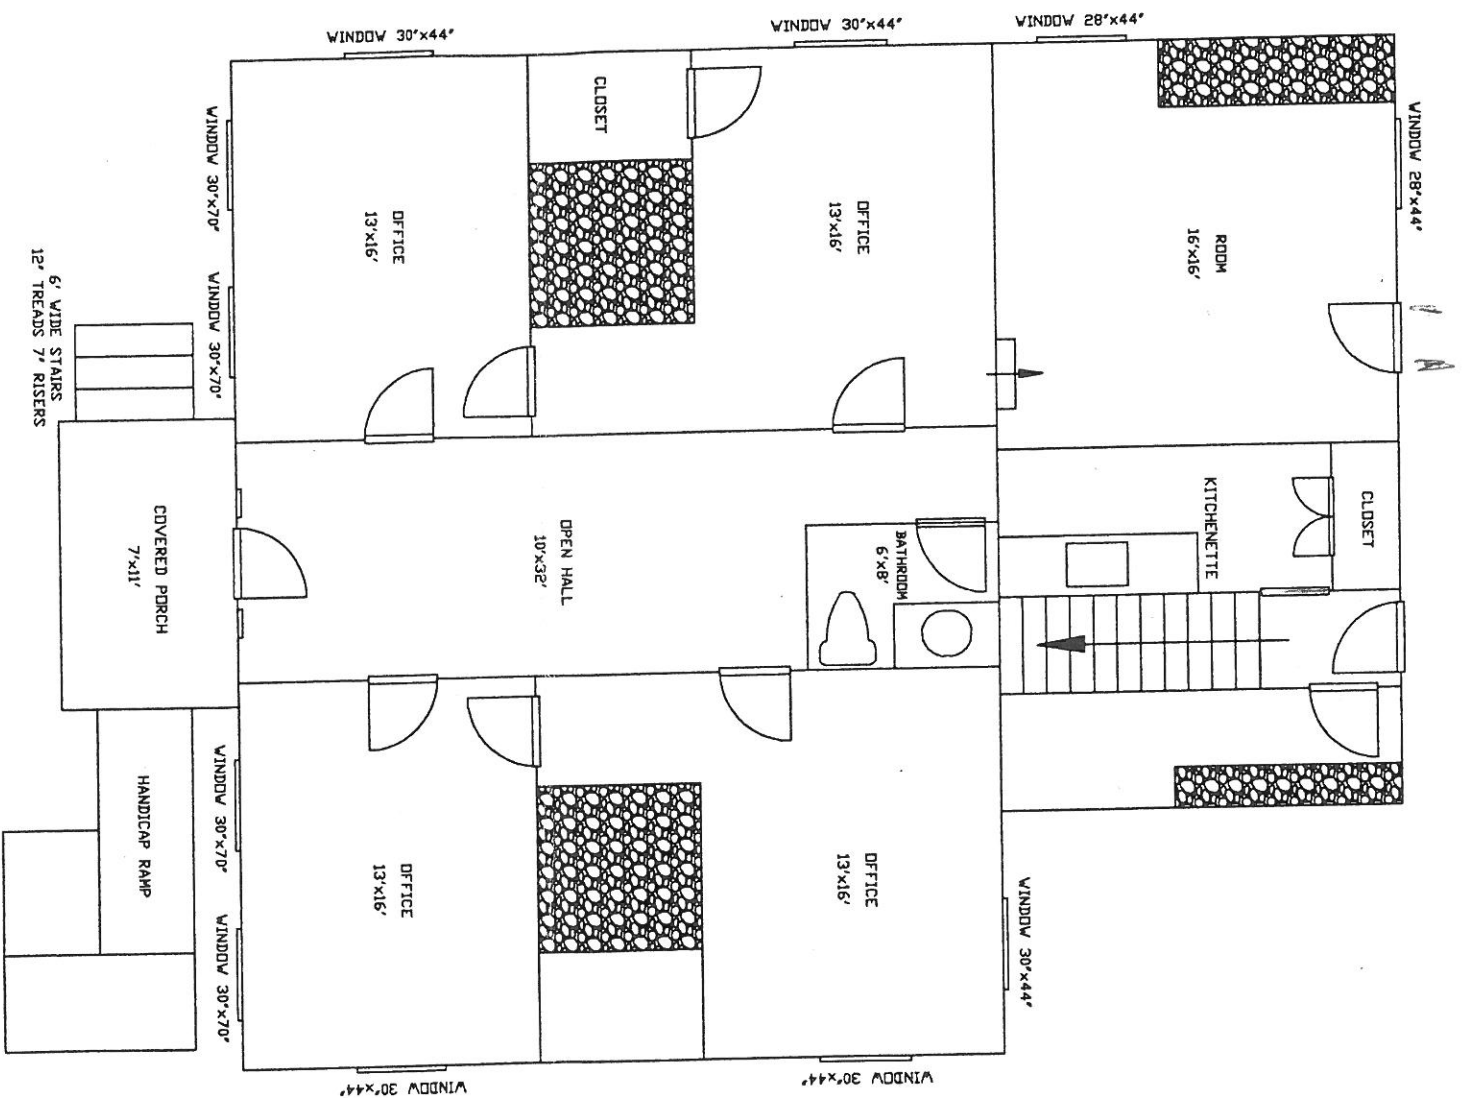 WINDOW 30"x44"
WINDOW 30"x44"
WINDOW 28"x44"
WINDOW 28"x44"
WINDOW 30"x70"
WINDOW 30"x70"
CLOSET
OFFICE
13'x16'
OFFICE
13'x16'
ROOM
16'x16'
6' WIDE STAIRS
12" TREADS 7" RISERS
COVERED PORCH
7'x11'
OPEN HALL
10'x32'
BATHROOM
6'x8'
KITCHENETTE
CLOSET
HANDICAP RAMP
WINDOW 30"x70"
WINDOW 30"x70"
OFFICE
13'x16'
OFFICE
13'x16'
WINDOW 30"x44"
WINDOW 30"x44"
WINDOW 30"x44"